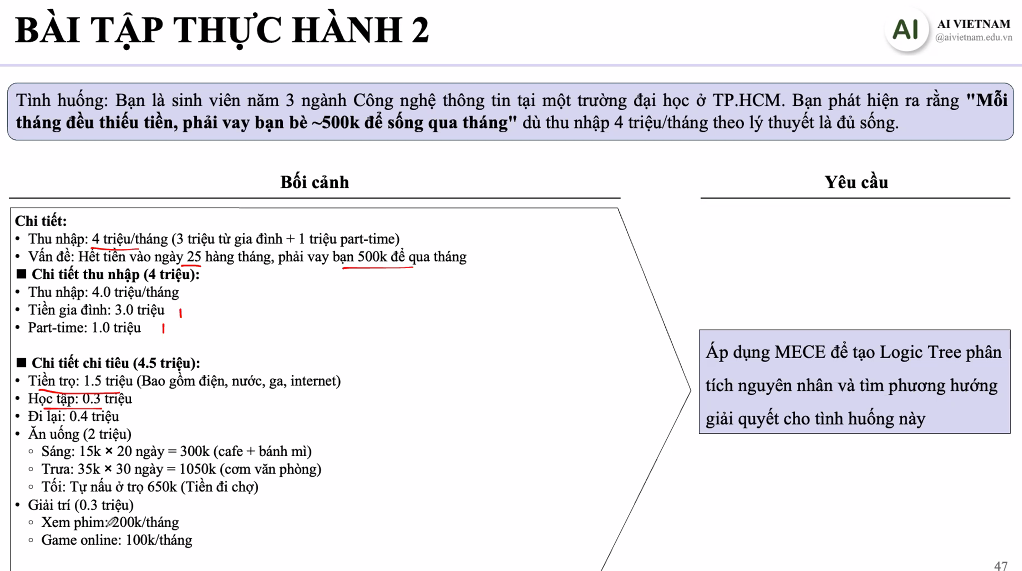 BÀI TẬP THỰC HÀNH 2
AI
AI VIETNAM
@aivietnam.edu.vn
Tình huống: Bạn là sinh viên năm 3 ngành Công nghệ thông tin tại một trường đại học ở TP.HCM. Bạn phát hiện ra rằng "Mỗi
tháng đều thiếu tiền, phải vay bạn bè ~500k để sống qua tháng" dù thu nhập 4 triệu/tháng theo lý thuyết là đủ sống.
Bối cảnh
Chi tiết:
• Thu nhập: 4 triệu/tháng (3 triệu từ gia đình + 1 triệu part-time)
• Vấn đề: Hết tiền vào ngày 25 hàng tháng, phải vay bạn 500k để qua tháng
■ Chi tiết thu nhập (4 triệu):
• Thu nhập: 4.0 triệu/tháng
• Tiền gia đình: 3.0 triệu
• Part-time: 1.0 triệu
■ Chi tiết chi tiêu (4.5 triệu):
• Tiền trọ: 1.5 triệu (Bao gồm điện, nước, ga, internet)
• Học tập: 0.3 triệu
• Đi lại: 0.4 triệu
• Ăn uống (2 triệu)
◦ Sáng: 15k × 20 ngày = 300k (cafe + bánh mì)
◦ Trưa: 35k × 30 ngày = 1050k (cơm văn phòng)
◦ Tối: Tự nấu ở trọ 650k (Tiền đi chợ)
• Giải trí (0.3 triệu)
◦ Xem phim: 200k/tháng
◦ Game online: 100k/tháng
Yêu cầu
Áp dụng MECE để tạo Logic Tree phân
tích nguyên nhân và tìm phương hướng
giải quyết cho tình huống này
47